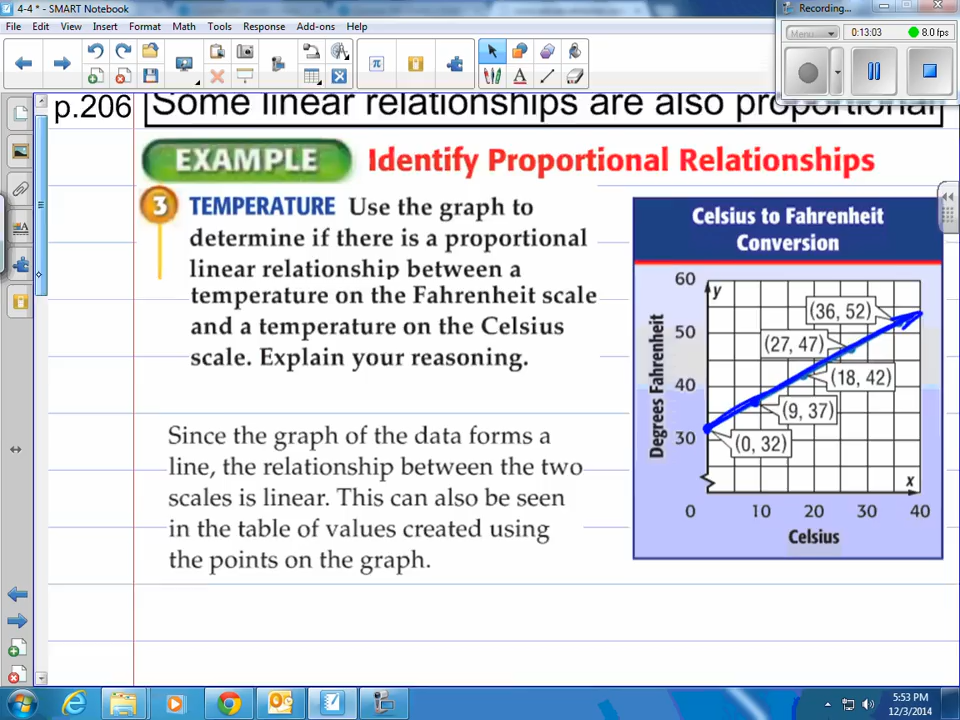 4-4 * - SMART Notebook
Recording...
File Edit View Insert Format Math Tools Response Help
Menu
0:13:03
8.0 fps
p.206
Some linear relationships are also proportional
EXAMPLE
Identify Proportional Relationships
3
TEMPERATURE Use the graph to
determine if there is a proportional
linear relationship between a
temperature on the Fahrenheit scale
and a temperature on the Celsius
scale. Explain your reasoning.
Since the graph of the data forms a
line, the relationship between the two
scales is linear. This can also be seen
in the table of values created using
the points on the graph.
Celsius to Fahrenheit
Conversion
60
50
40
30
y
(36, 52)
(27, 47)
(18, 42)
(9, 37)
(0, 32)
x
0 10 20 30 40
Degrees Fahrenheit
Celsius
5:53 PM
12/3/2014